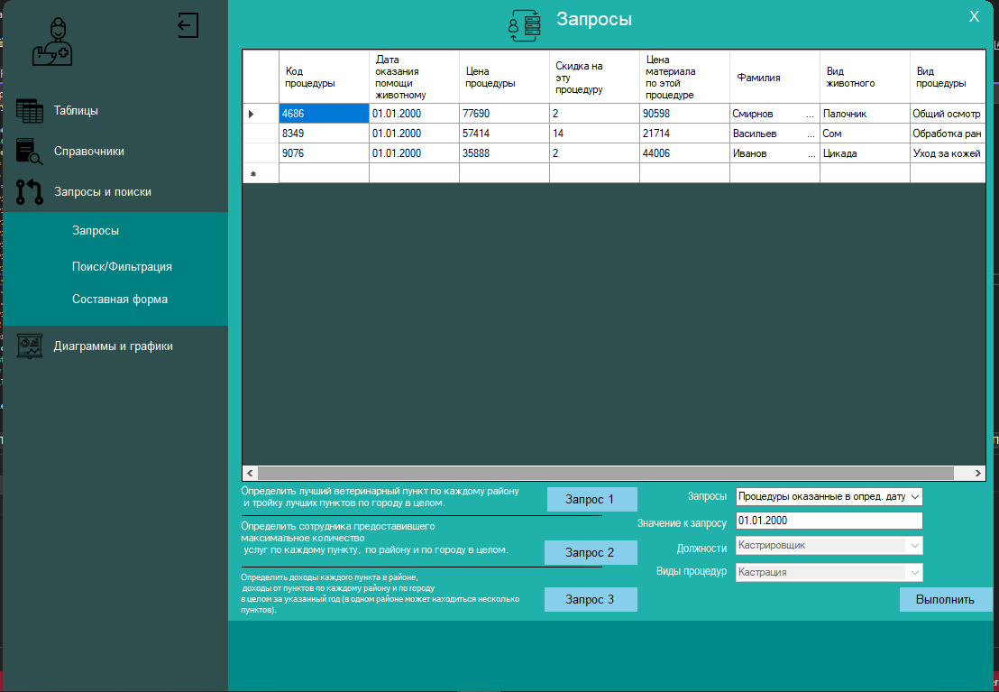 Запросы
X
Таблицы
Справочники
Запросы и поиски
Запросы
Поиск/Фильтрация
Составная форма
Диаграммы и графики
Код процедуры
Дата оказания помощи животному
Цена процедуры
Скидка на эту процедуру
Цена материала по этой процедуре
Фамилия
Вид животного
Вид процедуры
4686 01.01.2000 77690 2 90598 Смирнов ... Палочник Общий осмотр
8349 01.01.2000 57414 14 21714 Васильев ... Сом Обработка ран
9076 01.01.2000 35888 2 44006 Иванов ... Цикада Уход за кожей
Определить лучший ветеринарный пункт по каждому району
и тройку лучших пунктов по городу в целом.
Запрос 1
Определить сотрудника предоставившего
максимальное количество
услуг по каждому пункту, по району и по городу в целом.
Запрос 2
Определить доходы каждого пункта в районе,
доходы от пунктов по каждому району и по городу
в целом за указанный год (в одном районе может находиться несколько
пунктов).
Запрос 3
Запросы Процедуры оказанные в опред. дату
Значение к запросу 01.01.2000
Должности Кастрировщик
Виды процедур Кастрация
Выполнить